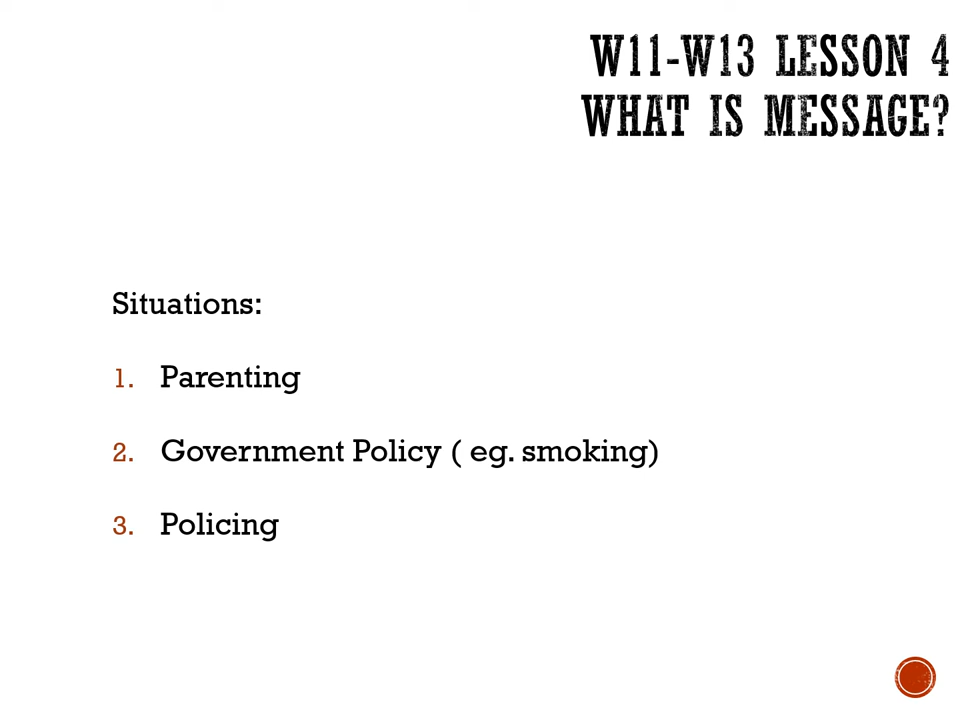 W11-W13 LESSON 4
WHAT IS MESSAGE?
Situations:
1. Parenting
2. Government Policy ( eg. smoking)
3. Policing